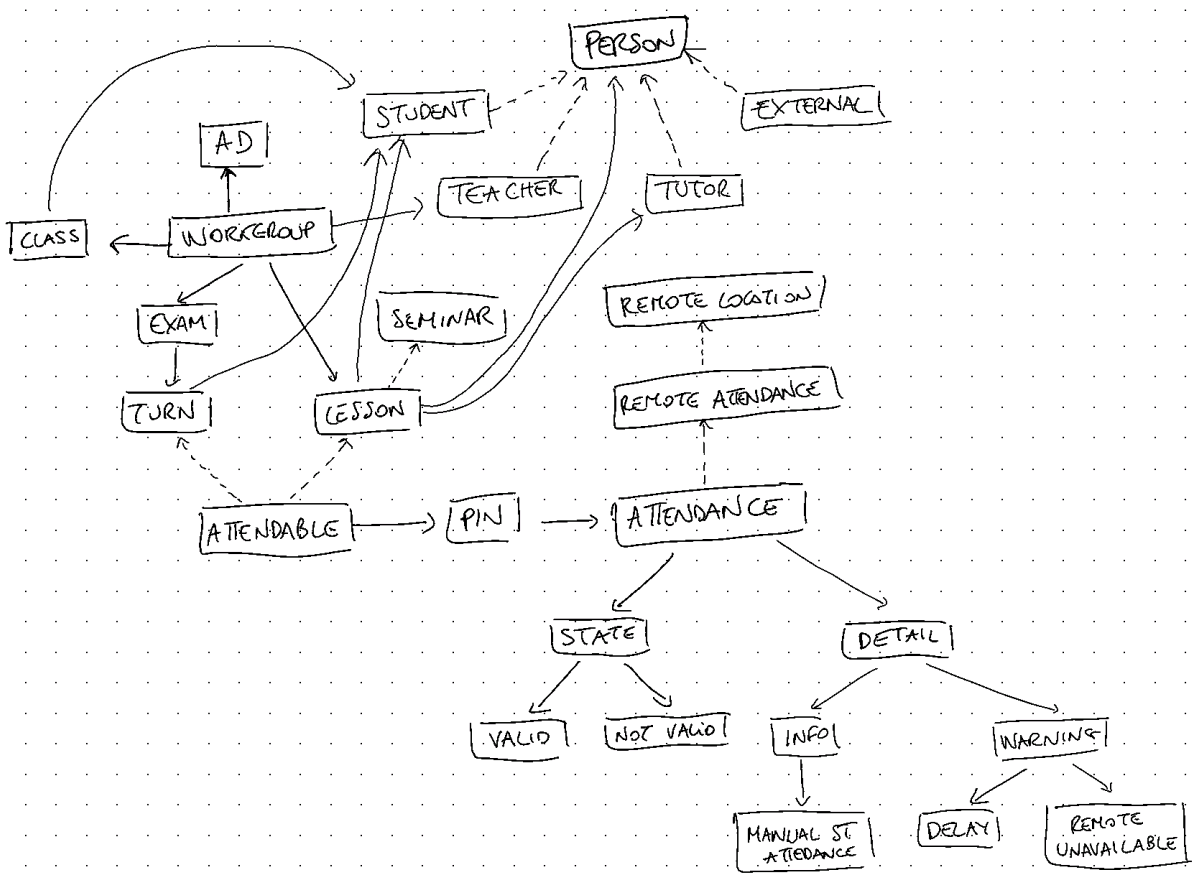 PERSON
STUDENT
EXTERNAL
AD
TEACHER
TUTOR
CLASS
WORKGROUP
REMOTE LOCATION
EXAM
SEMINAR
TURN
LESSON
REMOTE ATTENDANCE
ATTENDABLE
PIN
ATTENDANCE
STATE
DETAIL
VALID
NOT VALID
INFO
WARNING
MANUAL ST
ATTEDANCE
DELAY
REMOTE
UNAVAILABLE